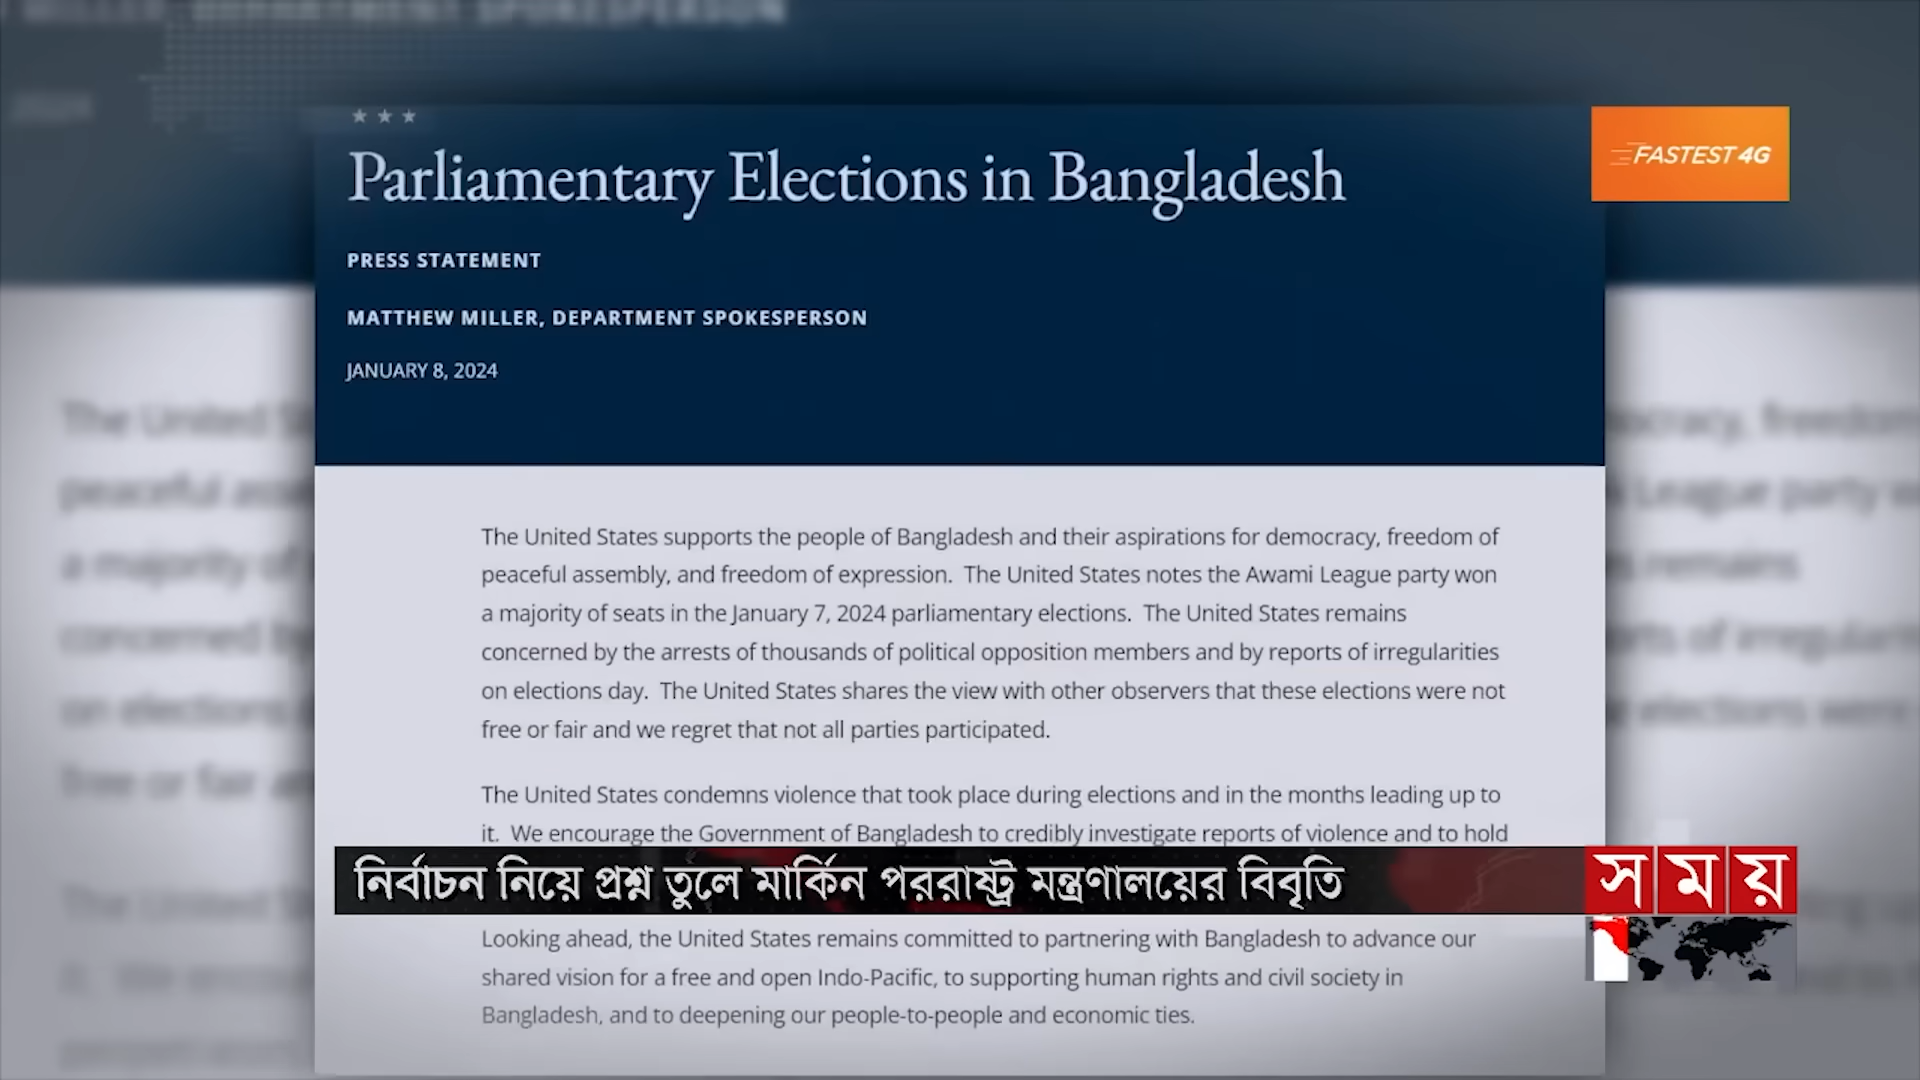 MILLER, DEPARTMENT SPOKESPERSON
2024
Parliamentary Elections in Bangladesh
FASTEST 4G
PRESS STATEMENT
MATTHEW MILLER, DEPARTMENT SPOKESPERSON
JANUARY 8, 2024
The United States supports the people of Bangladesh and their aspirations for democracy, freedom of
peaceful assembly, and freedom of expression. The United States notes the Awami League party won
a majority of seats in the January 7, 2024 parliamentary elections. The United States remains
concerned by the arrests of thousands of political opposition members and by reports of irregularities
on elections day. The United States shares the view with other observers that these elections were not
free or fair and we regret that not all parties participated.
The United States condemns violence that took place during elections and in the months leading up to
it. We encourage the Government of Bangladesh to credibly investigate reports of violence and to hold
নির্বাচন নিয়ে প্রশ্ন তুলে মার্কিন পররাষ্ট্র মন্ত্রণালয়ের বিবৃতি
সময়
Looking ahead, the United States remains committed to partnering with Bangladesh to advance our
shared vision for a free and open Indo-Pacific, to supporting human rights and civil society in
Bangladesh, and to deepening our people-to-people and economic ties.